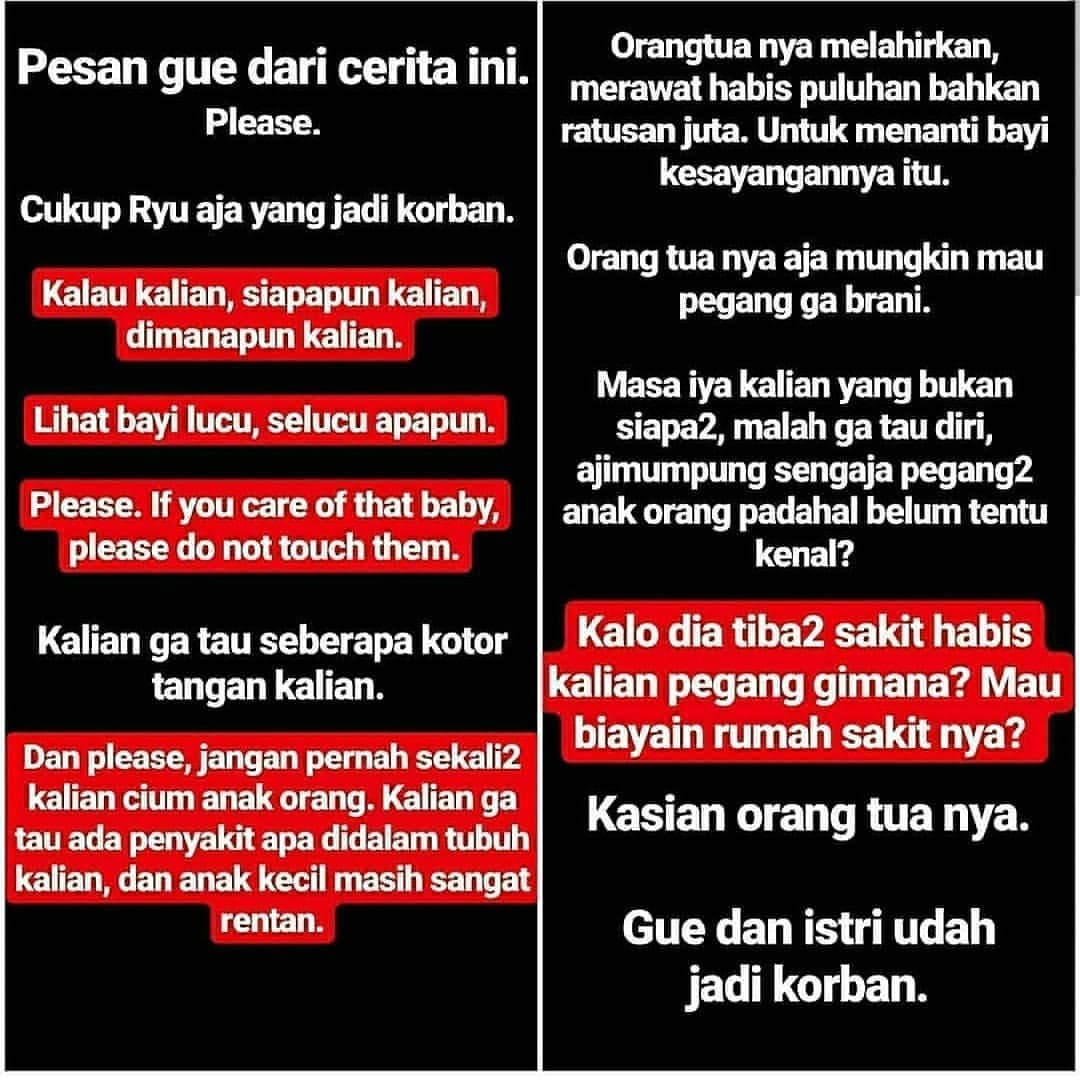 Pesan gue dari cerita ini.
Please.
Cukup Ryu aja yang jadi korban.
Kalau kalian, siapapun kalian,
dimanapun kalian.
Lihat bayi lucu, selucu apapun.
Please. If you care of that baby,
please do not touch them.
Kalian ga tau seberapa kotor
tangan kalian.
Dan please, jangan pernah sekali2
kalian cium anak orang. Kalian ga
tau ada penyakit apa didalam tubuh
kalian, dan anak kecil masih sangat
rentan.
Orangtua nya melahirkan,
merawat habis puluhan bahkan
ratusan juta. Untuk menanti bayi
kesayangannya itu.
Orang tua nya aja mungkin mau
pegang ga brani.
Masa iya kalian yang bukan
siapa2, malah ga tau diri,
ajimumpung sengaja pegang2
anak orang padahal belum tentu
kenal?
Kalo dia tiba2 sakit habis
kalian pegang gimana? Mau
biayain rumah sakit nya?
Kasian orang tua nya.
Gue dan istri udah
jadi korban.